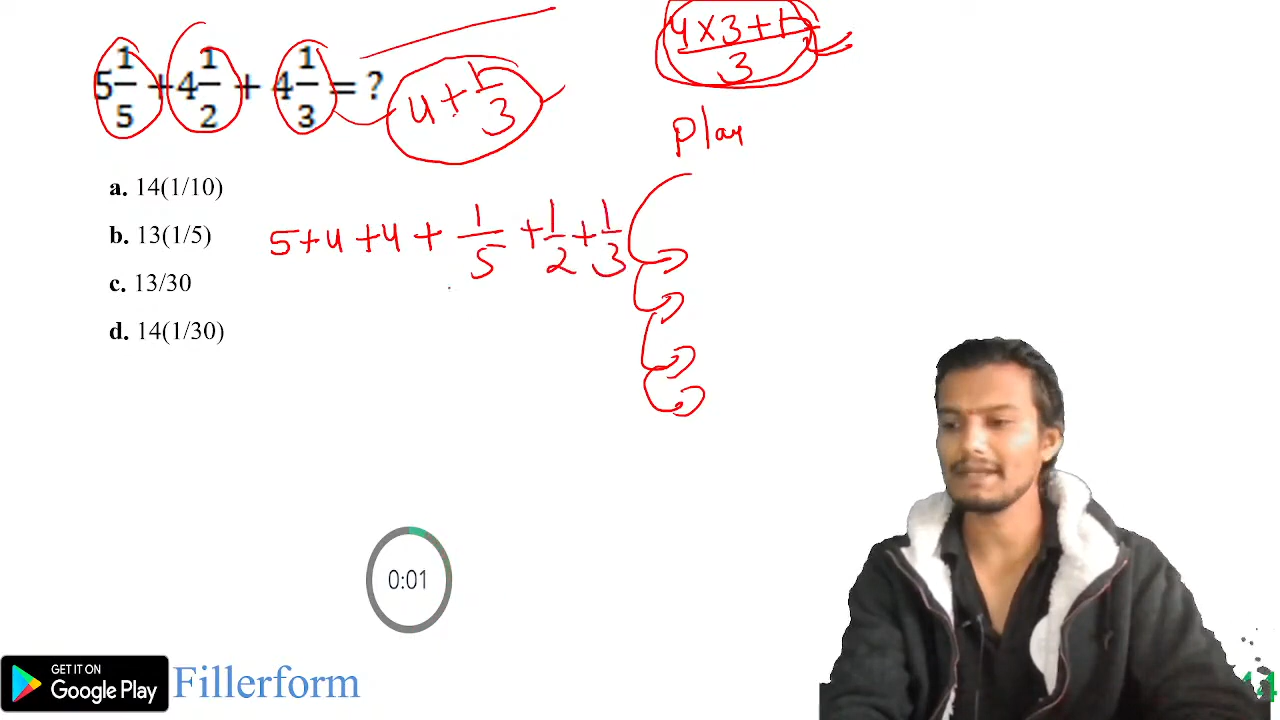 5 1/5 + 4 1/2 + 4 1/3 = ?
4 + 1/3
4 × 3 + 1 / 3
Play
a. 14(1/10)
b. 13(1/5)
5 + 4 + 4 + 1/5 + 1/2 + 1/3
c. 13/30
d. 14(1/30)
0:01
GET IT ON
Google Play
Fillerform